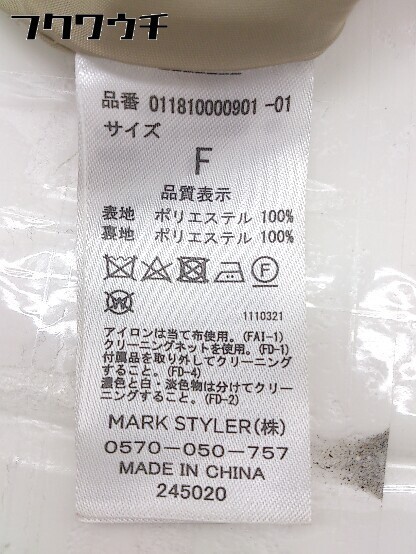 フクワウチ
品番 011810000901-01
サイズ
F
品質表示
表地 ポリエステル 100%
裏地 ポリエステル 100%
F
W
1110321
アイロンは当て布使用。(FAI-1)
クリーニングネットを使用。(FD-1)
付属品を取り外してクリーニング
すること。(FD-4)
濃色と白・淡色物は分けてクリー
ニングすること。(FD-2)
MARK STYLER(株)
0570-050-757
MADE IN CHINA
245020